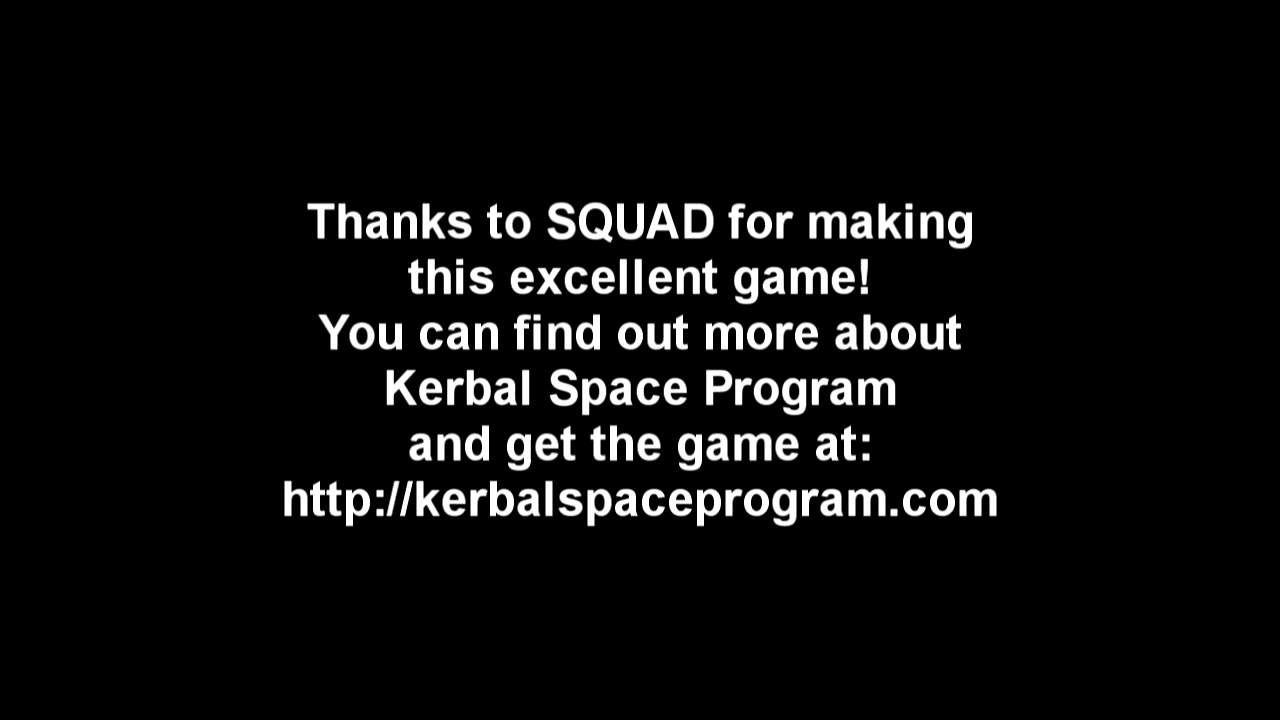 Thanks to SQUAD for making
this excellent game!
You can find out more about
Kerbal Space Program
and get the game at:
http://kerbalspaceprogram.com